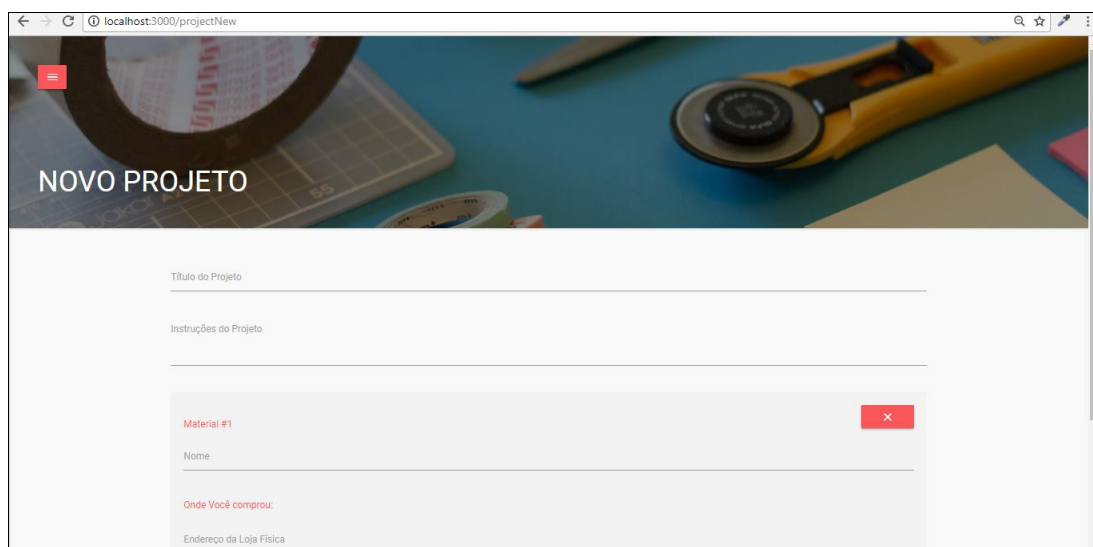 localhost:3000/projectNew
NOVO PROJETO
55
Título do Projeto
Instruções do Projeto
Material #1
Nome
Onde Você comprou:
Endereço da Loja Física